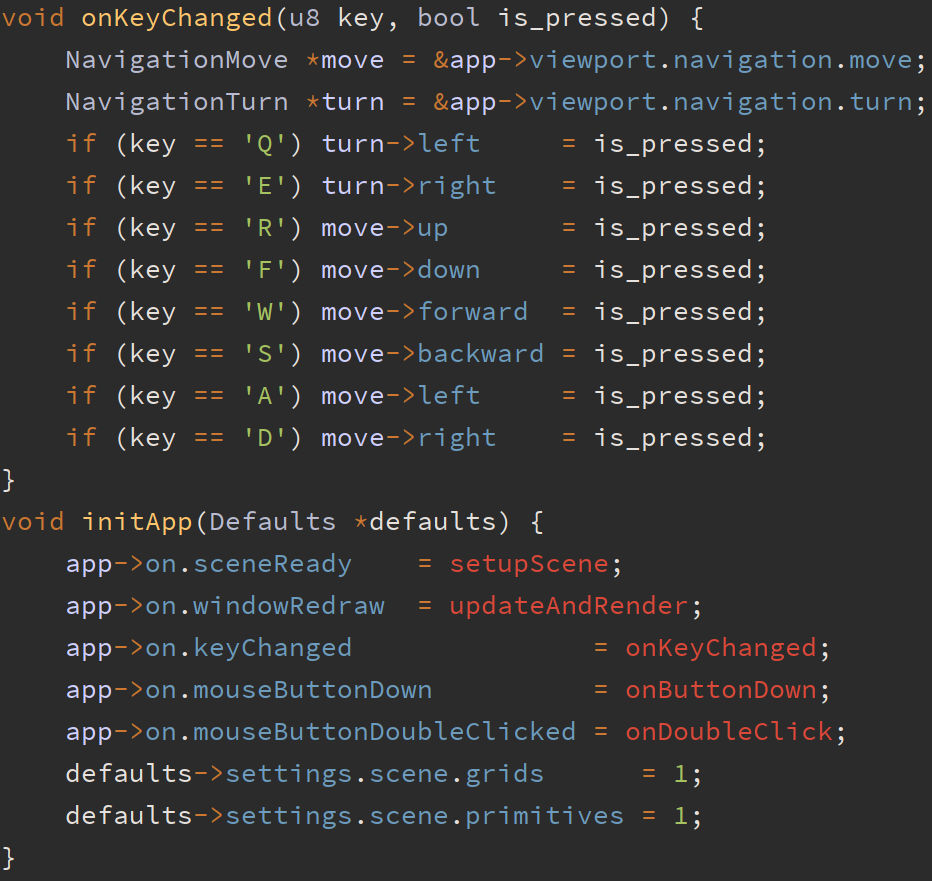 void onKeyChanged(u8 key, bool is_pressed) {
    NavigationMove *move = &app->viewport.navigation.move;
    NavigationTurn *turn = &app->viewport.navigation.turn;
    if (key == 'Q') turn->left     = is_pressed;
    if (key == 'E') turn->right    = is_pressed;
    if (key == 'R') move->up       = is_pressed;
    if (key == 'F') move->down     = is_pressed;
    if (key == 'W') move->forward  = is_pressed;
    if (key == 'S') move->backward = is_pressed;
    if (key == 'A') move->left     = is_pressed;
    if (key == 'D') move->right    = is_pressed;
}
void initApp(Defaults *defaults) {
    app->on.sceneReady    = setupScene;
    app->on.windowRedraw  = updateAndRender;
    app->on.keyChanged               = onKeyChanged;
    app->on.mouseButtonDown          = onButtonDown;
    app->on.mouseButtonDoubleClicked = onDoubleClick;
    defaults->settings.scene.grids      = 1;
    defaults->settings.scene.primitives = 1;
}